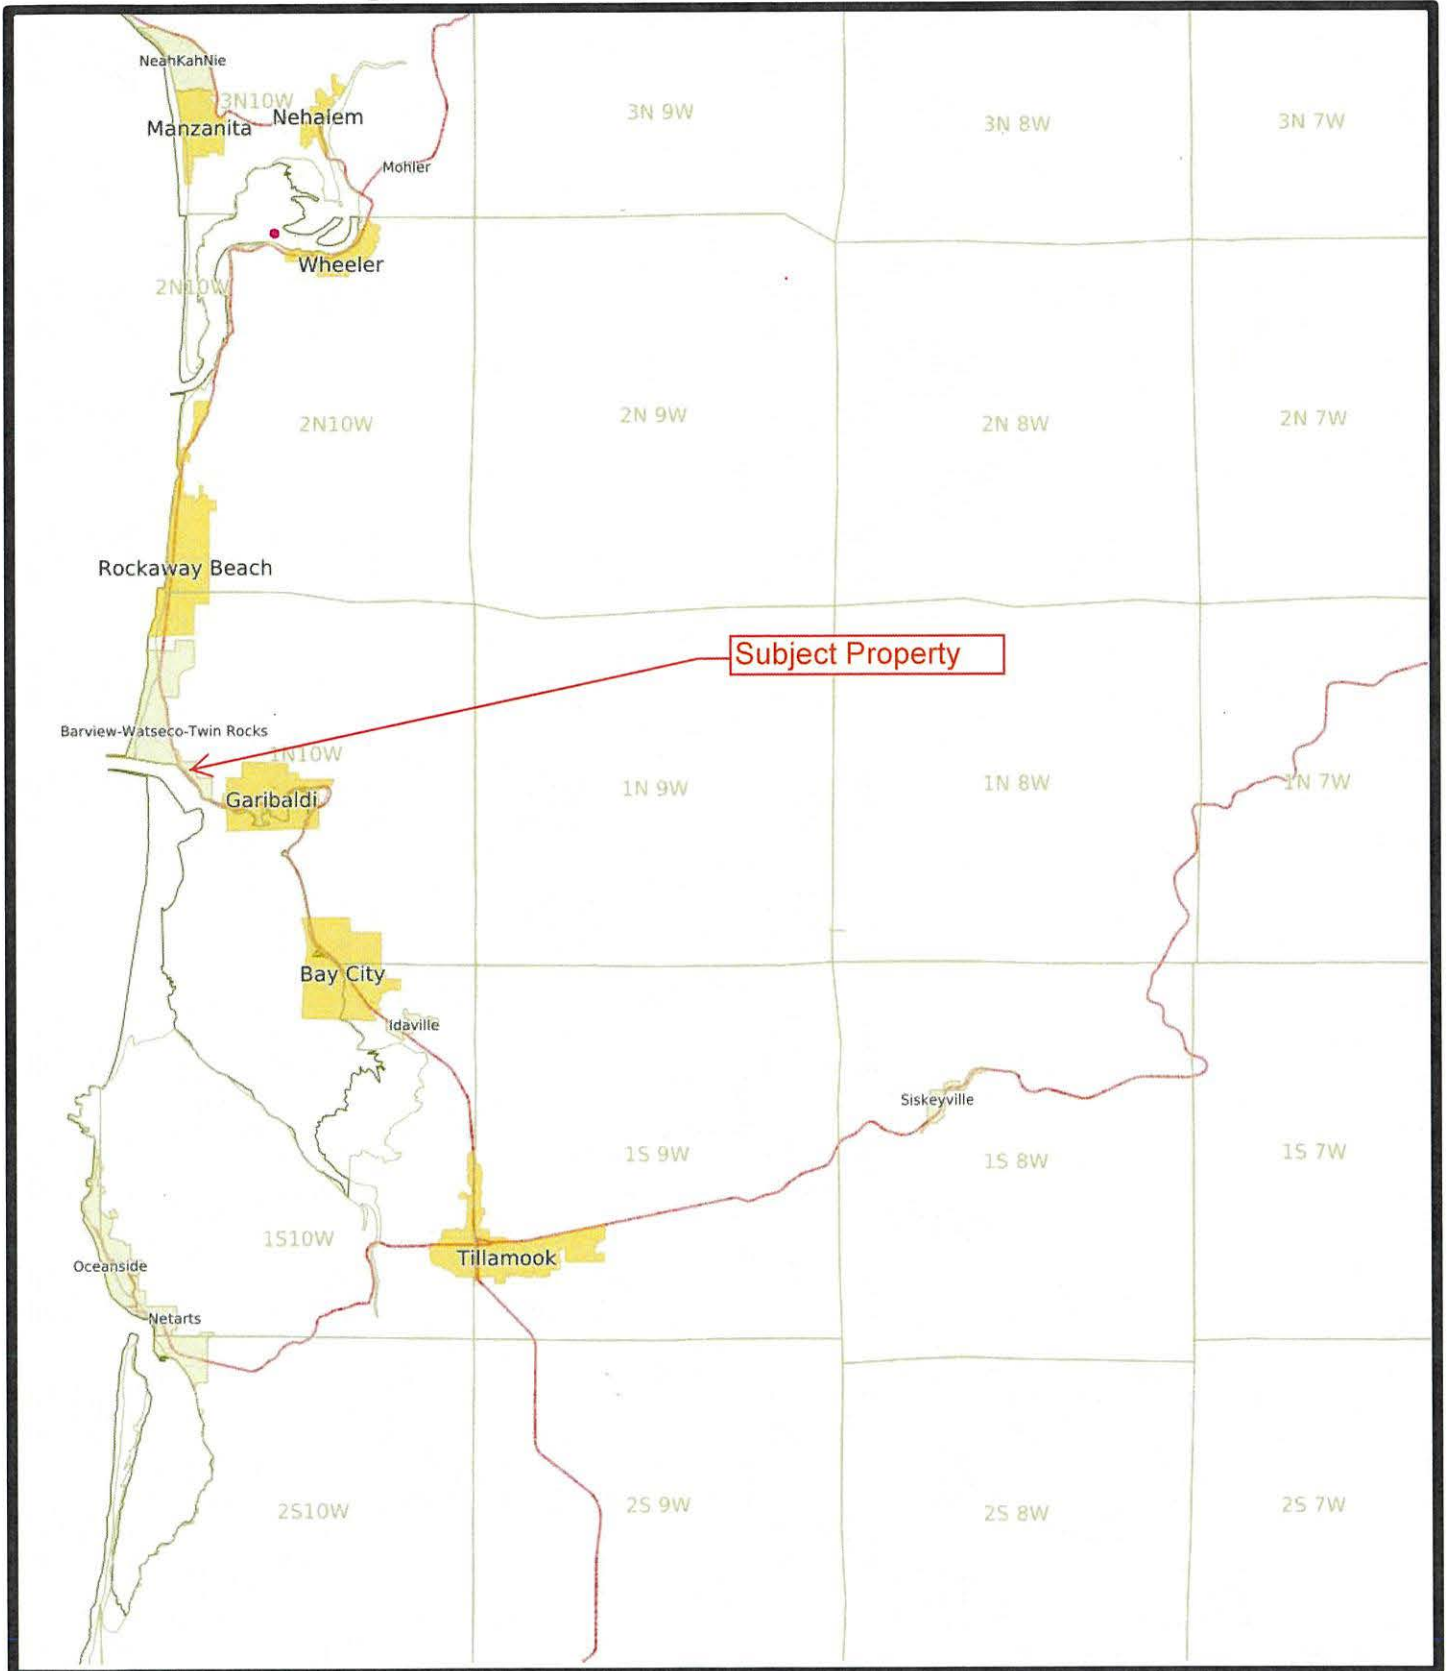 NeahKahNie
3N10W
Manzanita
Nehalem
Mohler
3N 9W
3N 8W
3N 7W
Wheeler
2N10W
2N10W
2N 9W
2N 8W
2N 7W
Rockaway Beach
Subject Property
Barview-Watseco-Twin Rocks
1N10W
Garibaldi
1N 9W
1N 8W
1N 7W
Bay City
Idaville
Siskeyville
1S 9W
1S 8W
1S 7W
1S10W
Tillamook
Oceanside
Netarts
2S10W
2S 9W
2S 8W
2S 7W